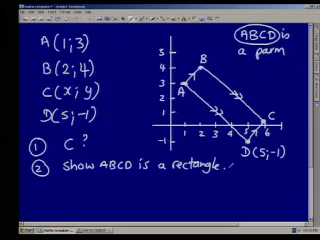 ABCD is
a parm
A(1;3)
B(2;4)
C(x;y)
D(5;-1)
1 C?
2 Show ABCD is a rectangle.
5
4
3
2
1
-1
1 2 3 4 5 6
A
B
C
D(5;-1)